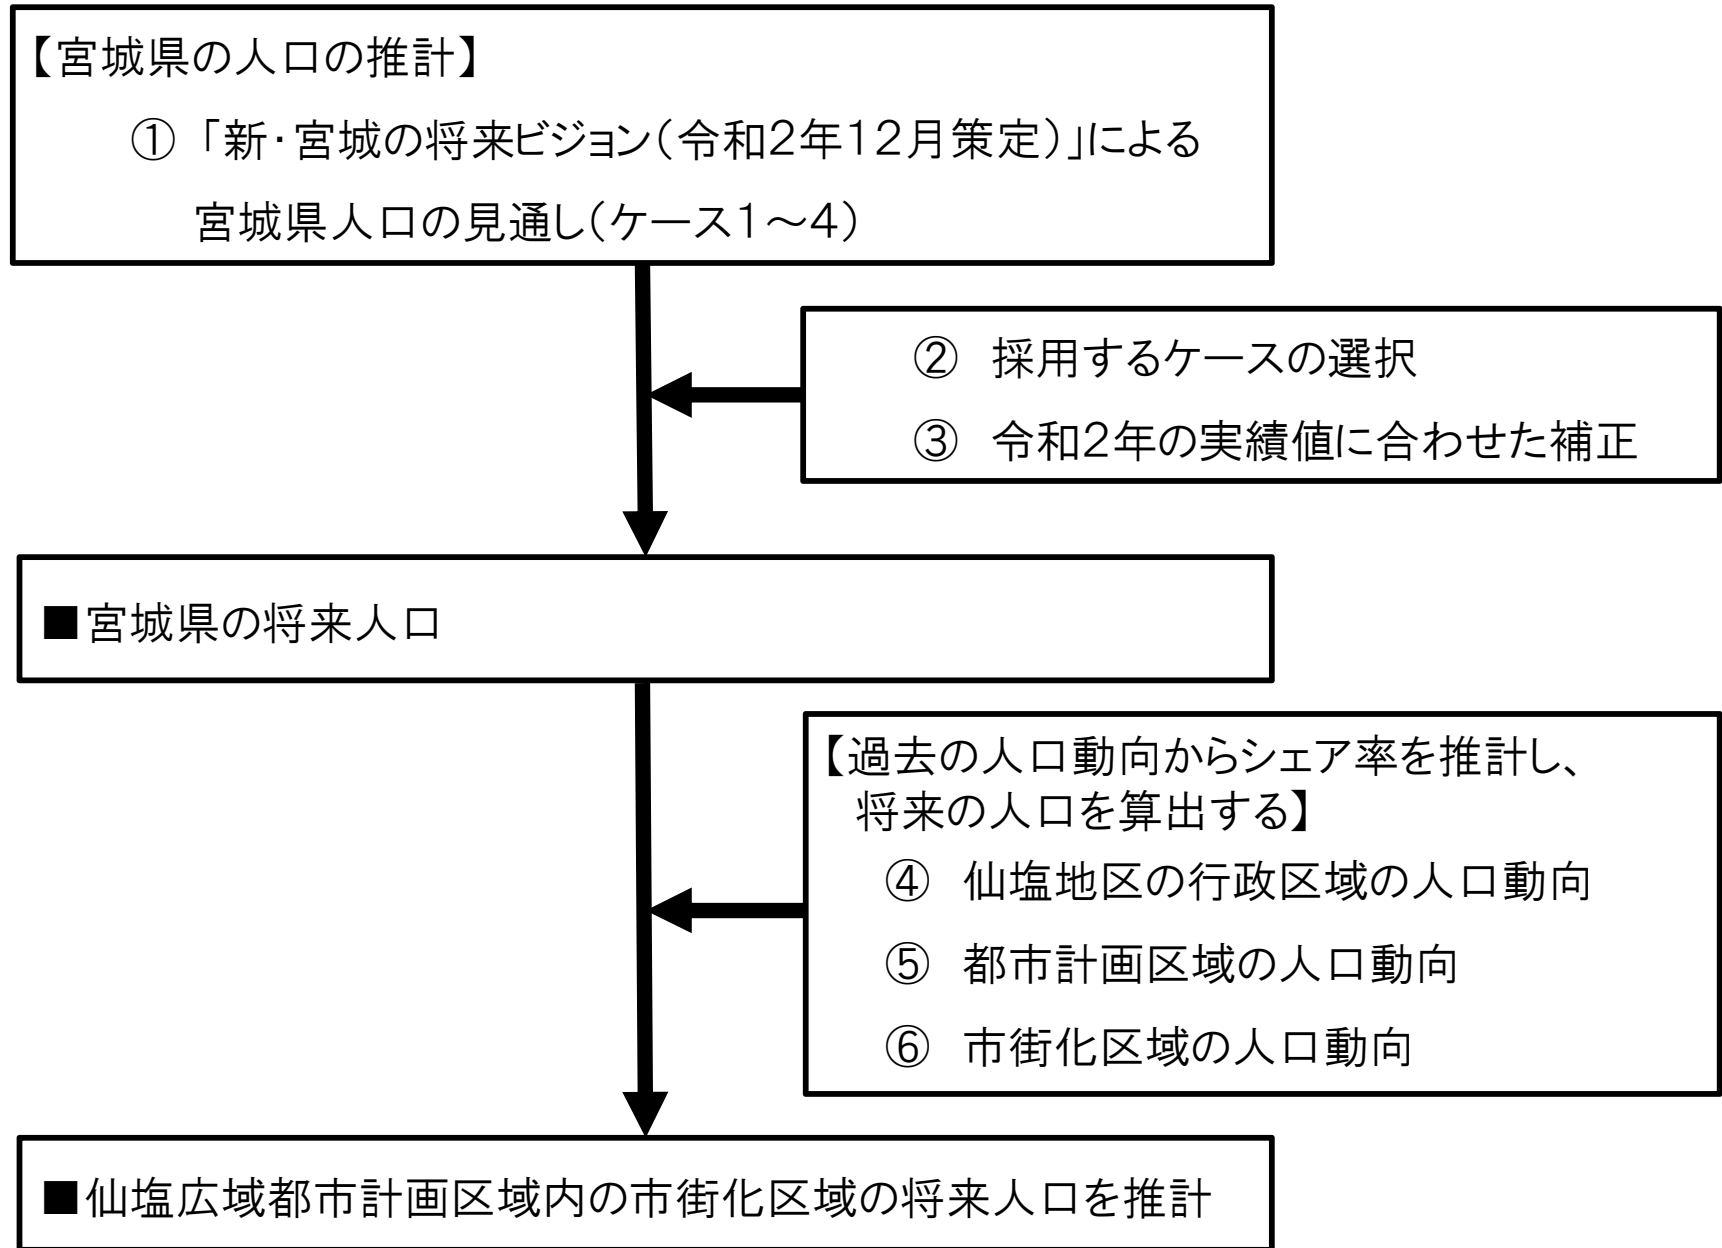 【宮城県の人口の推計】
① 「新・宮城の将来ビジョン(令和2年12月策定)」による
宮城県人口の見通し(ケース1～4)
② 採用するケースの選択
③ 令和2年の実績値に合わせた補正
■宮城県の将来人口
【過去の人口動向からシェア率を推計し、
将来の人口を算出する】
④ 仙塩地区の行政区域の人口動向
⑤ 都市計画区域の人口動向
⑥ 市街化区域の人口動向
■仙塩広域都市計画区域内の市街化区域の将来人口を推計